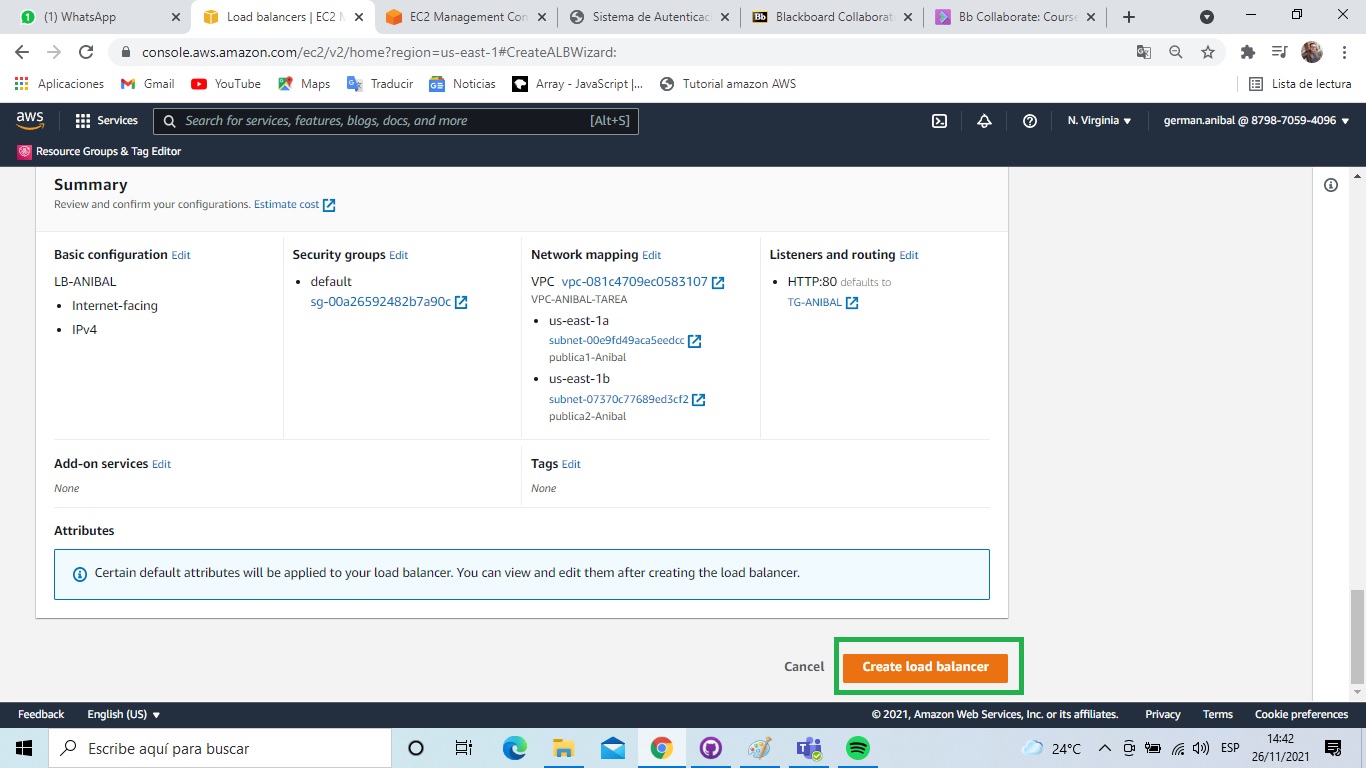 (1) WhatsApp
Load balancers | EC2 M
EC2 Management Con
Sistema de Autenticac
Blackboard Collaborat
Bb Collaborate: Course
console.aws.amazon.com/ec2/v2/home?region=us-east-1#CreateALBWizard:
Aplicaciones
Gmail
YouTube
Maps
Traducir
Noticias
Array - JavaScript |...
Tutorial amazon AWS
Lista de lectura
aws
Services
Search for services, features, blogs, docs, and more
[Alt+S]
N. Virginia
german.anibal @ 8798-7059-4096
Resource Groups & Tag Editor
Summary
Review and confirm your configurations. Estimate cost
Basic configuration Edit
LB-ANIBAL
• Internet-facing
• IPv4
Security groups Edit
• default
sg-00a26592482b7a90c
Network mapping Edit
VPC vpc-081c4709ec0583107
VPC-ANIBAL-TAREA
• us-east-1a
subnet-00e9fd49aca5eedcc
publica1-Anibal
• us-east-1b
subnet-07370c77689ed3cf2
publica2-Anibal
Listeners and routing Edit
• HTTP:80 defaults to
TG-ANIBAL
Add-on services Edit
None
Tags Edit
None
Attributes
Certain default attributes will be applied to your load balancer. You can view and edit them after creating the load balancer.
Cancel
Create load balancer
Feedback
English (US)
© 2021, Amazon Web Services, Inc. or its affiliates.
Privacy
Terms
Cookie preferences
Escribe aquí para buscar
24°C
ESP
14:42
26/11/2021